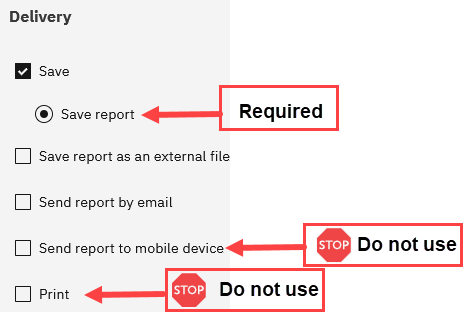 Delivery
Save
Save report
Required
Save report as an external file
Send report by email
Send report to mobile device
STOP Do not use
Print
STOP Do not use